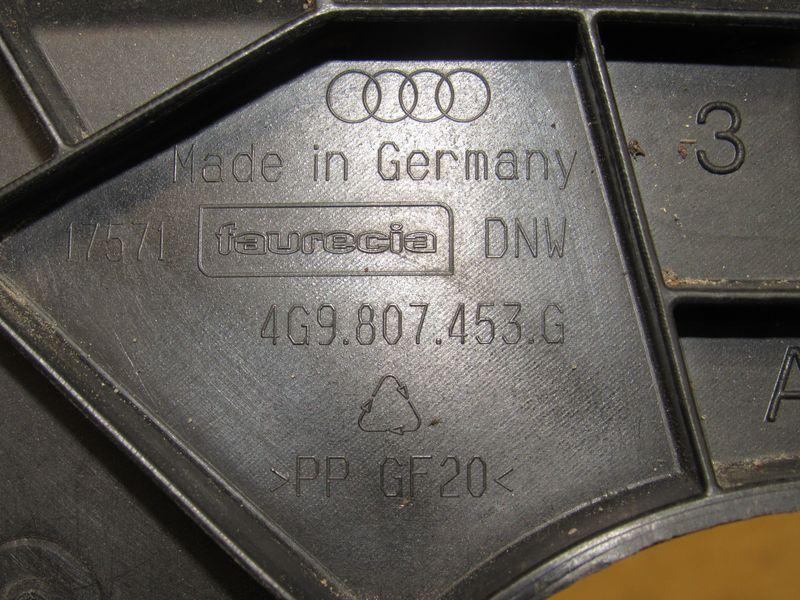 Made in Germany
17571 faurecia DNW
4G9.807.453.G
>PP GF20<
3
A